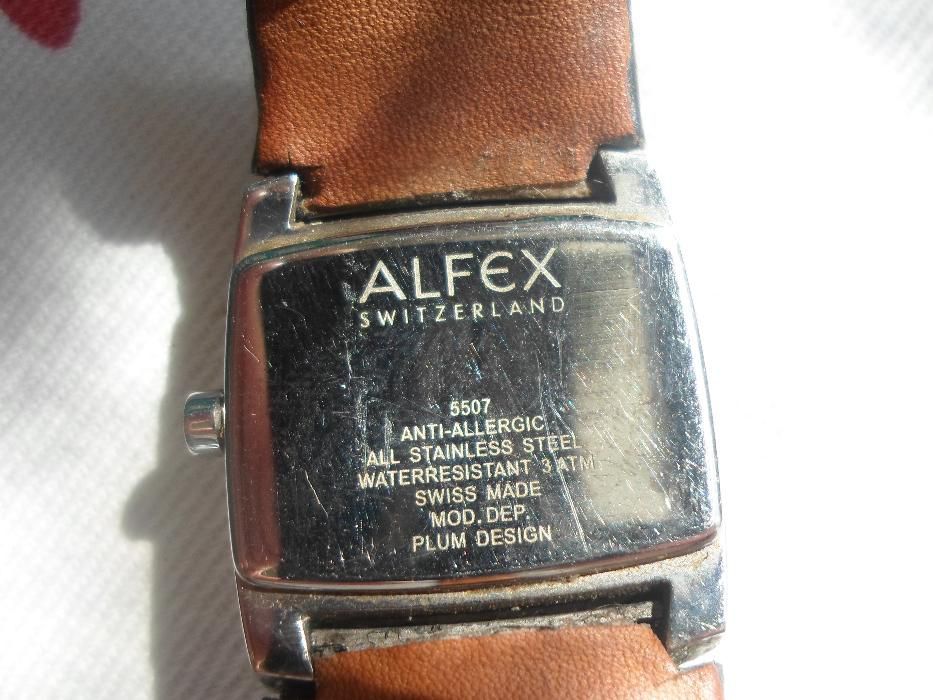 ALFEX
SWITZERLAND
5507
ANTI-ALLERGIC
ALL STAINLESS STEEL
WATERRESISTANT 3 ATM
SWISS MADE
MOD. DEP.
PLUM DESIGN